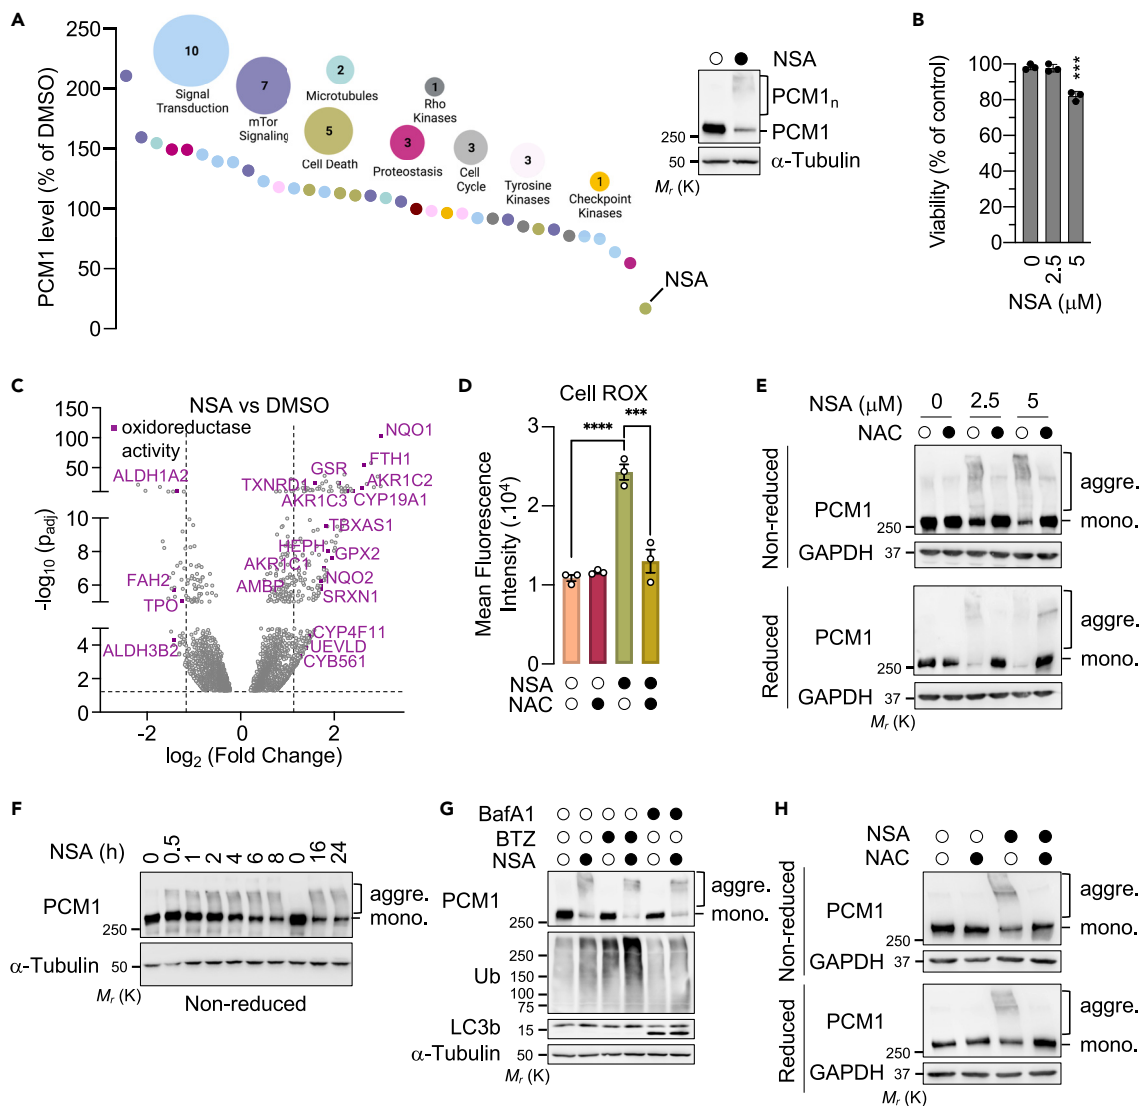 A
PCM1 level (% of DMSO)
250
200
150
100
50
0
10
Signal
Transduction
7
mTor
Signaling
2
Microtubules
5
Cell Death
1
Rho
Kinases
3
Proteostasis
3
Cell
Cycle
3
Tyrosine
Kinases
1
Checkpoint
Kinases
NSA
NSA
PCM1n
250
PCM1
50
α-Tubulin
Mr (K)
B
Viability (% of control)
100
80
60
40
20
0
***
0
2.5
5
NSA (μM)
C
NSA vs DMSO
oxidoreductase
activity
-log10 (padj)
150
100
50
10
8
6
4
2
0
-2
0
2
log2 (Fold Change)
NQO1
FTH1
GSR
AKR1C2
TXNRD1
CYP19A1
AKR1C3
ALDH1A2
TBXAS1
HEPH
GPX2
AKR1C1
NQO2
AMBP
SRXN1
FAH2
TPO
CYP4F11
ALDH3B2
UEVLD
CYB561
D
Cell ROX
Mean Fluorescence
Intensity (.10⁴)
3
2
1
0
****
***
NSA
NAC
E
NSA (μM)
0
2.5
5
NAC
Non-reduced
PCM1
250
aggre.
mono.
GAPDH
37
Reduced
PCM1
250
aggre.
mono.
GAPDH
37
Mr (K)
F
NSA (h)
0
0.5
1
2
4
6
8
0
16
24
PCM1
250
aggre.
mono.
α-Tubulin
50
Mr (K)
Non-reduced
G
BafA1
BTZ
NSA
PCM1
250
aggre.
mono.
Ub
250
150
100
75
LC3b
15
α-Tubulin
50
Mr (K)
H
NSA
NAC
Non-reduced
PCM1
250
aggre.
mono.
GAPDH
37
Reduced
PCM1
250
aggre.
mono.
GAPDH
37
Mr (K)